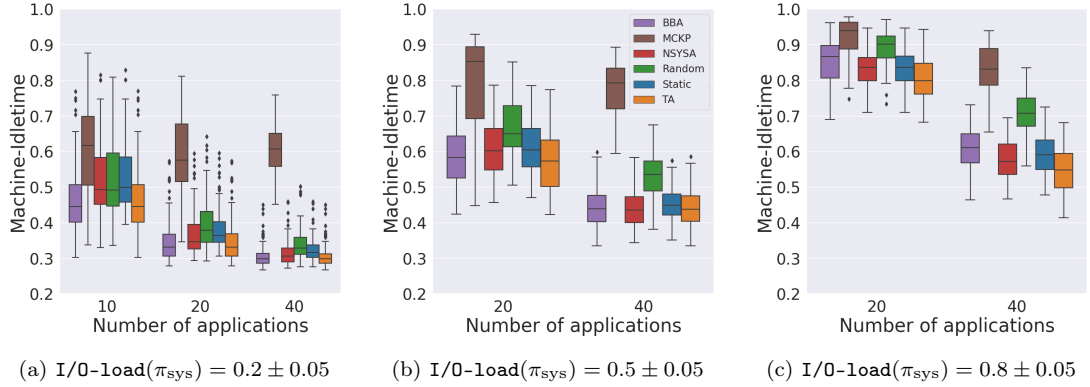 1.0
0.9
0.8
0.7
0.6
0.5
0.4
0.3
0.2
Machine-Idletime
10 20 40
Number of applications
(a) I/O-load(πsys) = 0.2 ± 0.05
1.0
0.9
0.8
0.7
0.6
0.5
0.4
0.3
0.2
Machine-Idletime
BBA
MCKP
NSYSA
Random
Static
TA
20 40
Number of applications
(b) I/O-load(πsys) = 0.5 ± 0.05
1.0
0.9
0.8
0.7
0.6
0.5
0.4
0.3
0.2
Machine-Idletime
20 40
Number of applications
(c) I/O-load(πsys) = 0.8 ± 0.05